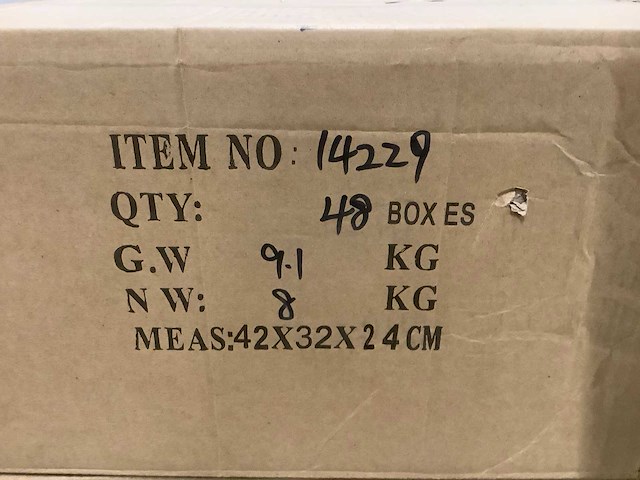 ITEM NO: 14229
QTY: 48 BOXES
G.W 9.1 KG
N W: 8 KG
MEAS:42X32X24CM